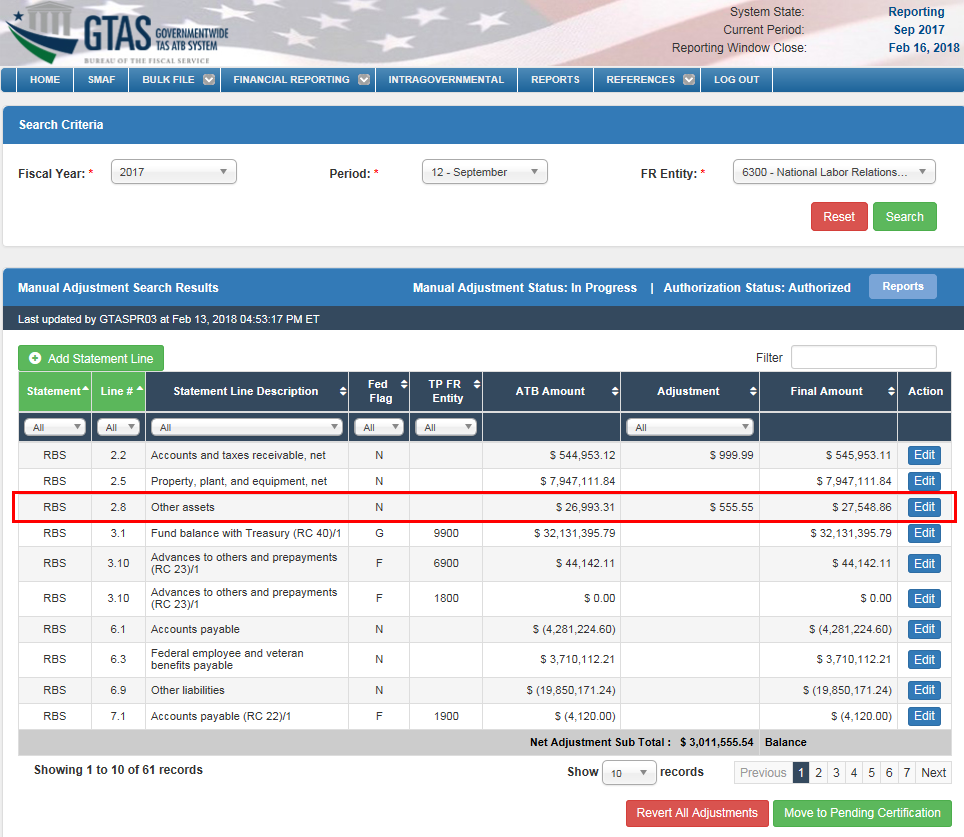 GTAS GOVERNMENTWIDE TAS ATB SYSTEM
BUREAU OF THE FISCAL SERVICE
System State: Reporting
Current Period: Sep 2017
Reporting Window Close: Feb 16, 2018
HOME SMAF BULK FILE FINANCIAL REPORTING INTRAGOVERNMENTAL REPORTS REFERENCES LOG OUT
Search Criteria
Fiscal Year: * 2017 Period: * 12 - September FR Entity: * 6300 - National Labor Relations...
Reset Search
Manual Adjustment Search Results Manual Adjustment Status: In Progress | Authorization Status: Authorized Reports
Last updated by GTASPR03 at Feb 13, 2018 04:53:17 PM ET
Add Statement Line Filter
Statement Line # Statement Line Description Fed Flag TP FR Entity ATB Amount Adjustment Final Amount Action
All All All All All All
RBS 2.2 Accounts and taxes receivable, net N $ 544,953.12 $ 999.99 $ 545,953.11 Edit
RBS 2.5 Property, plant, and equipment, net N $ 7,947,111.84 $ 7,947,111.84 Edit
RBS 2.8 Other assets N $ 26,993.31 $ 555.55 $ 27,548.86 Edit
RBS 3.1 Fund balance with Treasury (RC 40)/1 G 9900 $ 32,131,395.79 $ 32,131,395.79 Edit
RBS 3.10 Advances to others and prepayments (RC 23)/1 F 6900 $ 44,142.11 $ 44,142.11 Edit
RBS 3.10 Advances to others and prepayments (RC 23)/1 F 1800 $ 0.00 $ 0.00 Edit
RBS 6.1 Accounts payable N $ (4,281,224.60) $ (4,281,224.60) Edit
RBS 6.3 Federal employee and veteran benefits payable N $ 3,710,112.21 $ 3,710,112.21 Edit
RBS 6.9 Other liabilities N $ (19,850,171.24) $ (19,850,171.24) Edit
RBS 7.1 Accounts payable (RC 22)/1 F 1900 $ (4,120.00) $ (4,120.00) Edit
Net Adjustment Sub Total : $ 3,011,555.54 Balance
Showing 1 to 10 of 61 records Show 10 records Previous 1 2 3 4 5 6 7 Next
Revert All Adjustments Move to Pending Certification